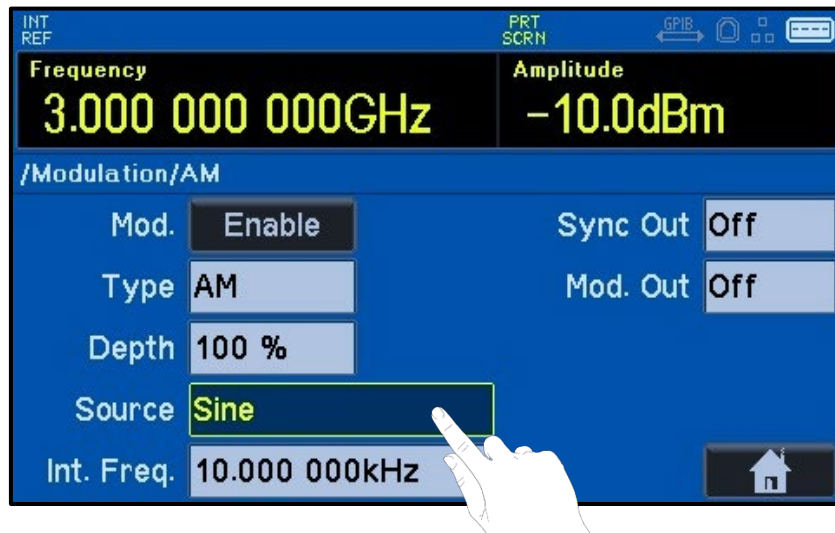 INT
REF
PRT
SCRN
GPIB
Frequency
3.000 000 000GHz
Amplitude
-10.0dBm
/Modulation/AM
Mod. Enable
Sync Out Off
Type AM
Mod. Out Off
Depth 100 %
Source Sine
Int. Freq. 10.000 000kHz